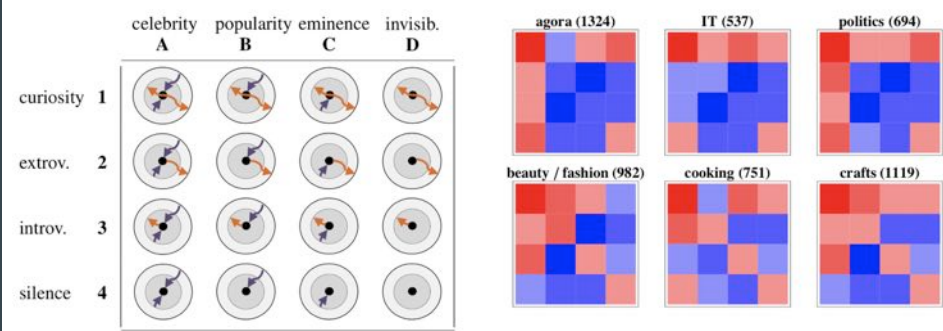 celebrity popularity eminence invisib.
A B C D
curiosity 1
extrov. 2
introv. 3
silence 4
agora (1324) IT (537) politics (694)
beauty / fashion (982) cooking (751) crafts (1119)